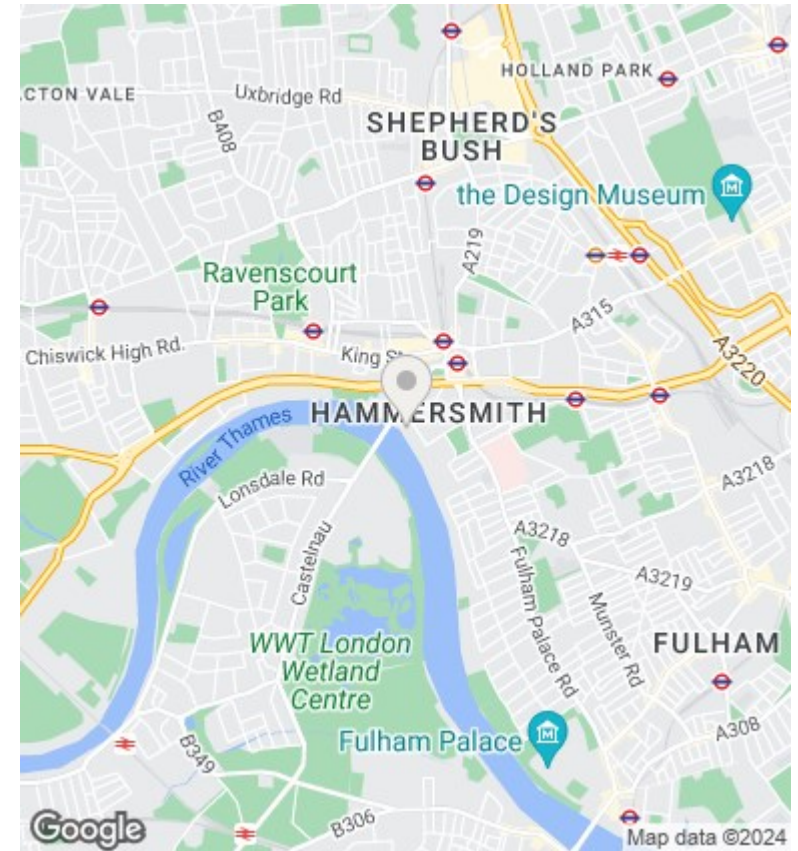 HOLLAND PARK
CTON VALE
Uxbridge Rd
B408
SHEPHERD'S
BUSH
the Design Museum
A219
Ravenscourt
Park
A315
Chiswick High Rd.
King St
A3220
HAMMERSMITH
River Thames
Lonsdale Rd
A3218
A3218
Castelnau
A3219
Fulham Palace Rd
Munster Rd
WWT London
Wetland
Centre
FULHAM
A308
Fulham Palace
B349
B306
Google
Map data ©2024